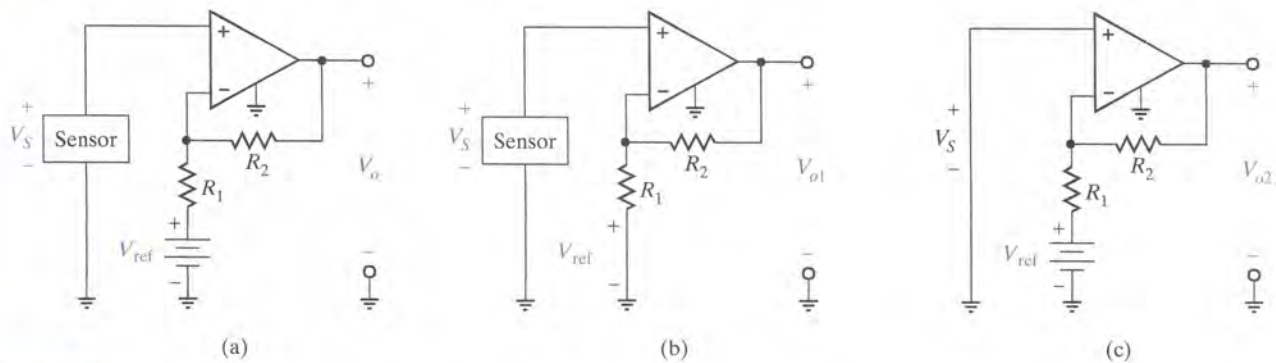 +
−
+
V_S
−
Sensor
R_2
R_1
+
V_ref
−
+
V_o
−
(a)
+
−
+
V_S
−
Sensor
R_2
R_1
+
V_ref
−
+
V_o1
−
(b)
+
−
+
V_S
−
R_2
R_1
+
V_ref
−
+
V_o2
−
(c)